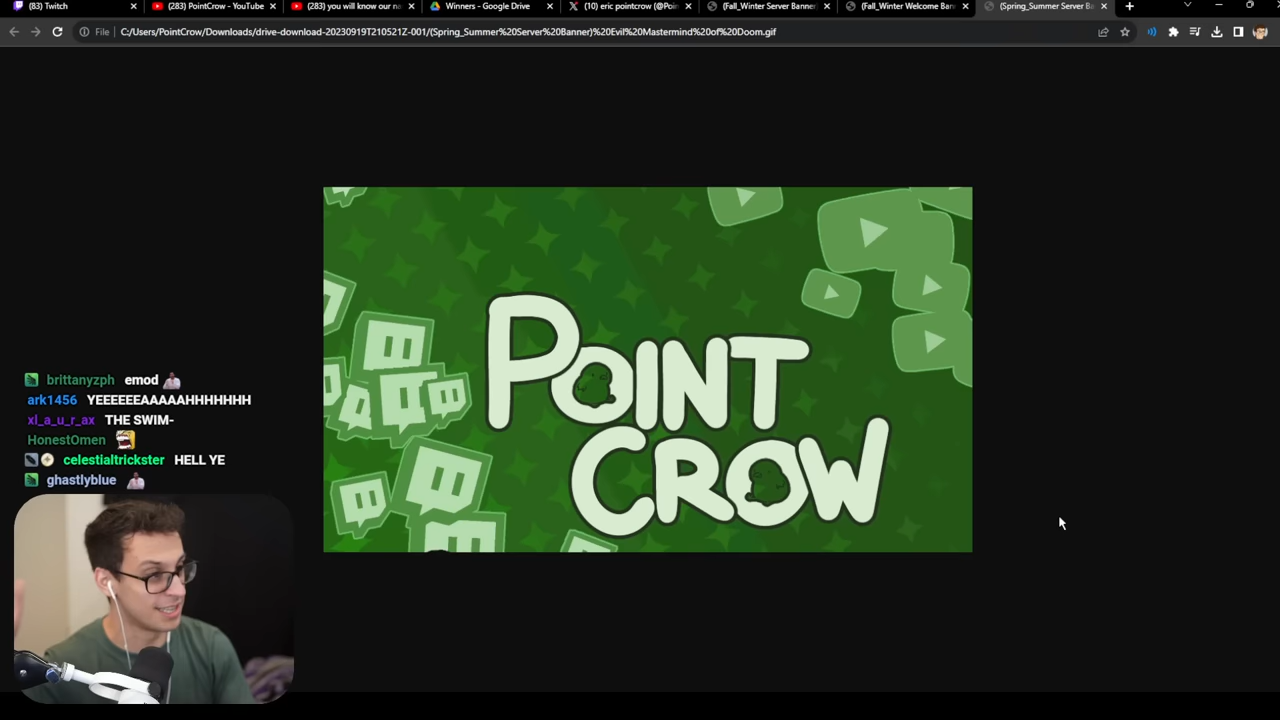 (83) Twitch
(283) PointCrow - YouTube
(283) you will know our na
Winners - Google Drive
(10) eric pointcrow (@Poin
(Fall_Winter Server Banner)
(Fall_Winter Welcome Ban
(Spring_Summer Server Ba
File
C:/Users/PointCrow/Downloads/drive-download-20230919T210521Z-001/(Spring_Summer%20Server%20Banner)%20Evil%20Mastermind%20of%20Doom.gif
POINT
CROW
brittanyzph emod
ark1456 YEEEEEEAAAAAHHHHHHH
xl_a_u_r_ax THE SWIM-
HonestOmen
celestialtrickster HELL YE
ghastlyblue